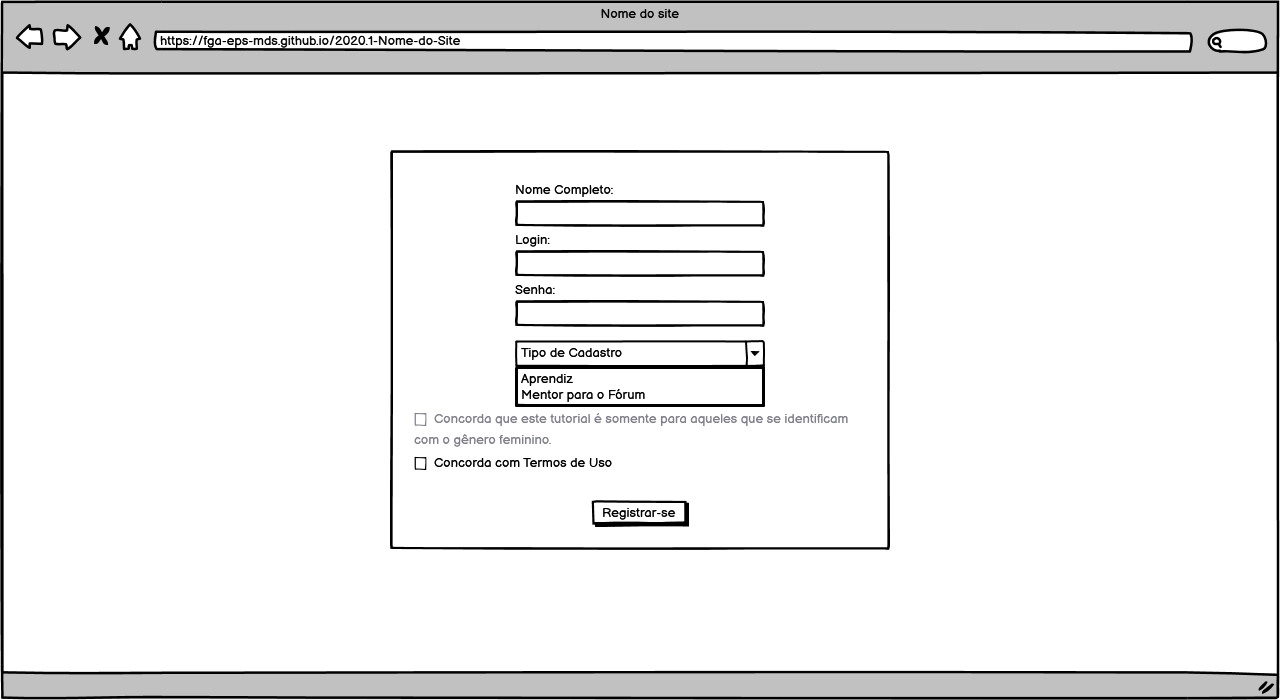 Nome do site
https://fga-eps-mds.github.io/2020.1-Nome-do-Site
Nome Completo:
Login:
Senha:
Tipo de Cadastro
Aprendiz
Mentor para o Fórum
Concorda que este tutorial é somente para aqueles que se identificam
com o gênero feminino.
Concorda com Termos de Uso
Registrar-se